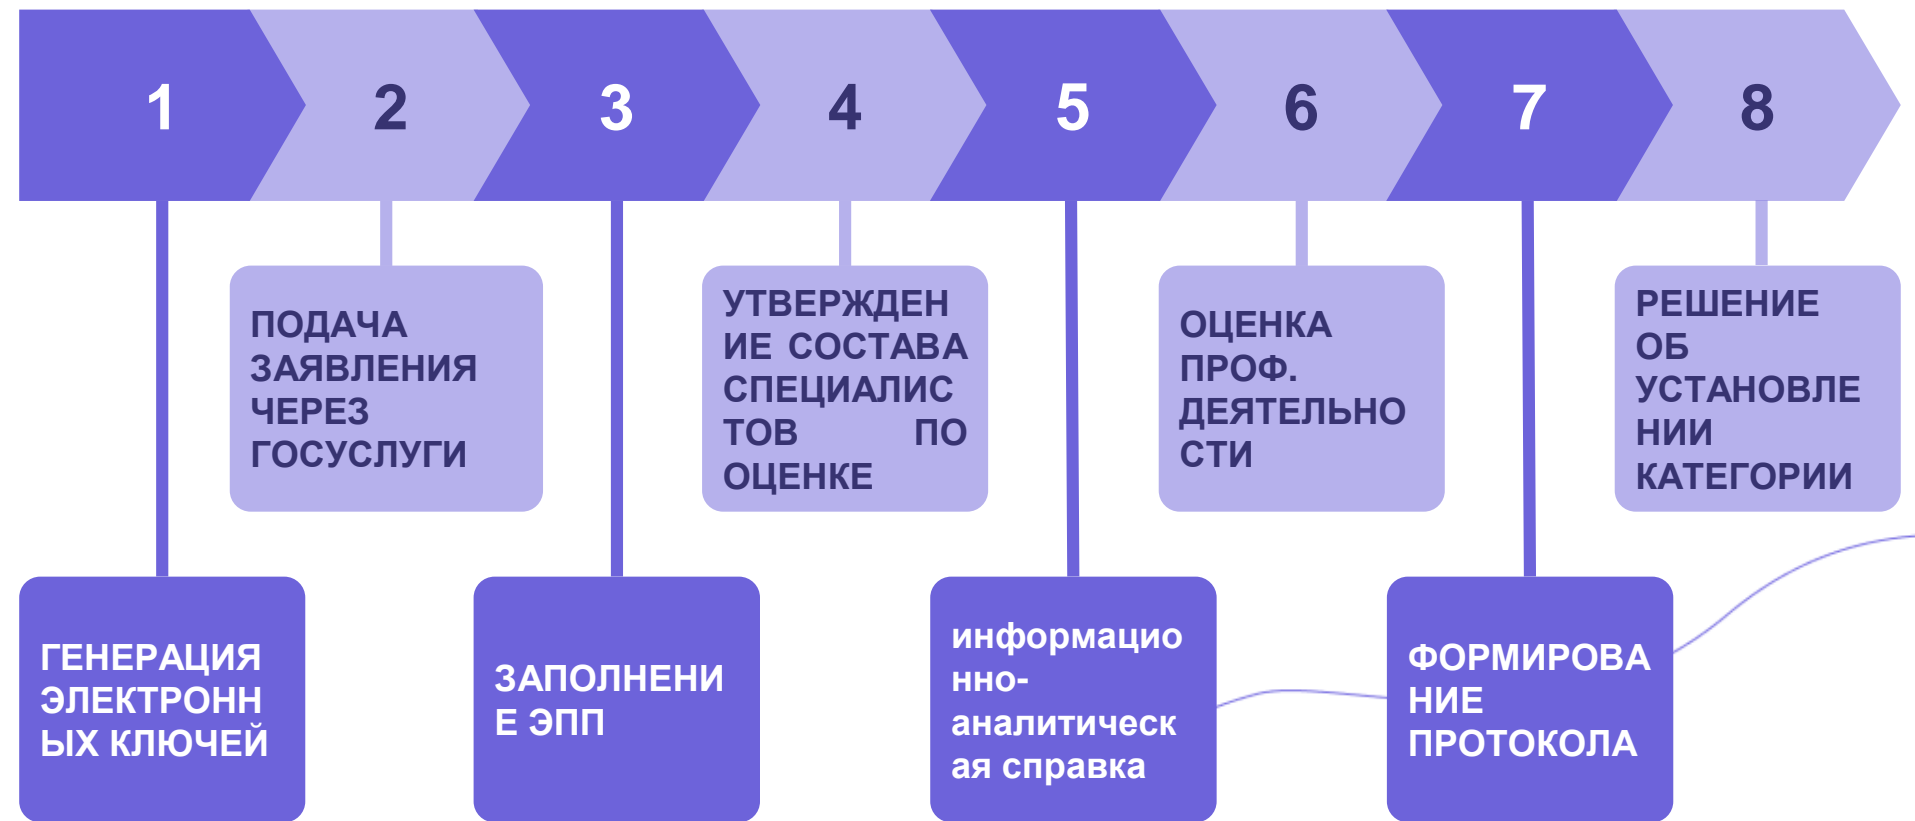 1
2
3
4
5
6
7
8
ПОДАЧА
ЗАЯВЛЕНИЯ
ЧЕРЕЗ
ГОСУСЛУГИ
УТВЕРЖДЕН
ИЕ СОСТАВА
СПЕЦИАЛИС
ТОВ ПО
ОЦЕНКЕ
ОЦЕНКА
ПРОФ.
ДЕЯТЕЛЬНО
СТИ
РЕШЕНИЕ
ОБ
УСТАНОВЛЕ
НИИ
КАТЕГОРИИ
ГЕНЕРАЦИЯ
ЭЛЕКТРОНН
ЫХ КЛЮЧЕЙ
ЗАПОЛНЕНИ
Е ЭПП
информацио
нно-
аналитическ
ая справка
ФОРМИРОВА
НИЕ
ПРОТОКОЛА